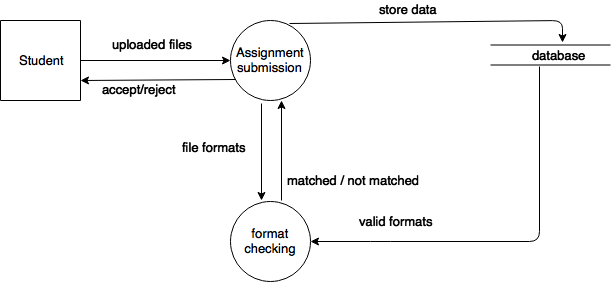 store data
uploaded files
Student
Assignment
submission
database
accept/reject
file formats
matched / not matched
valid formats
format
checking